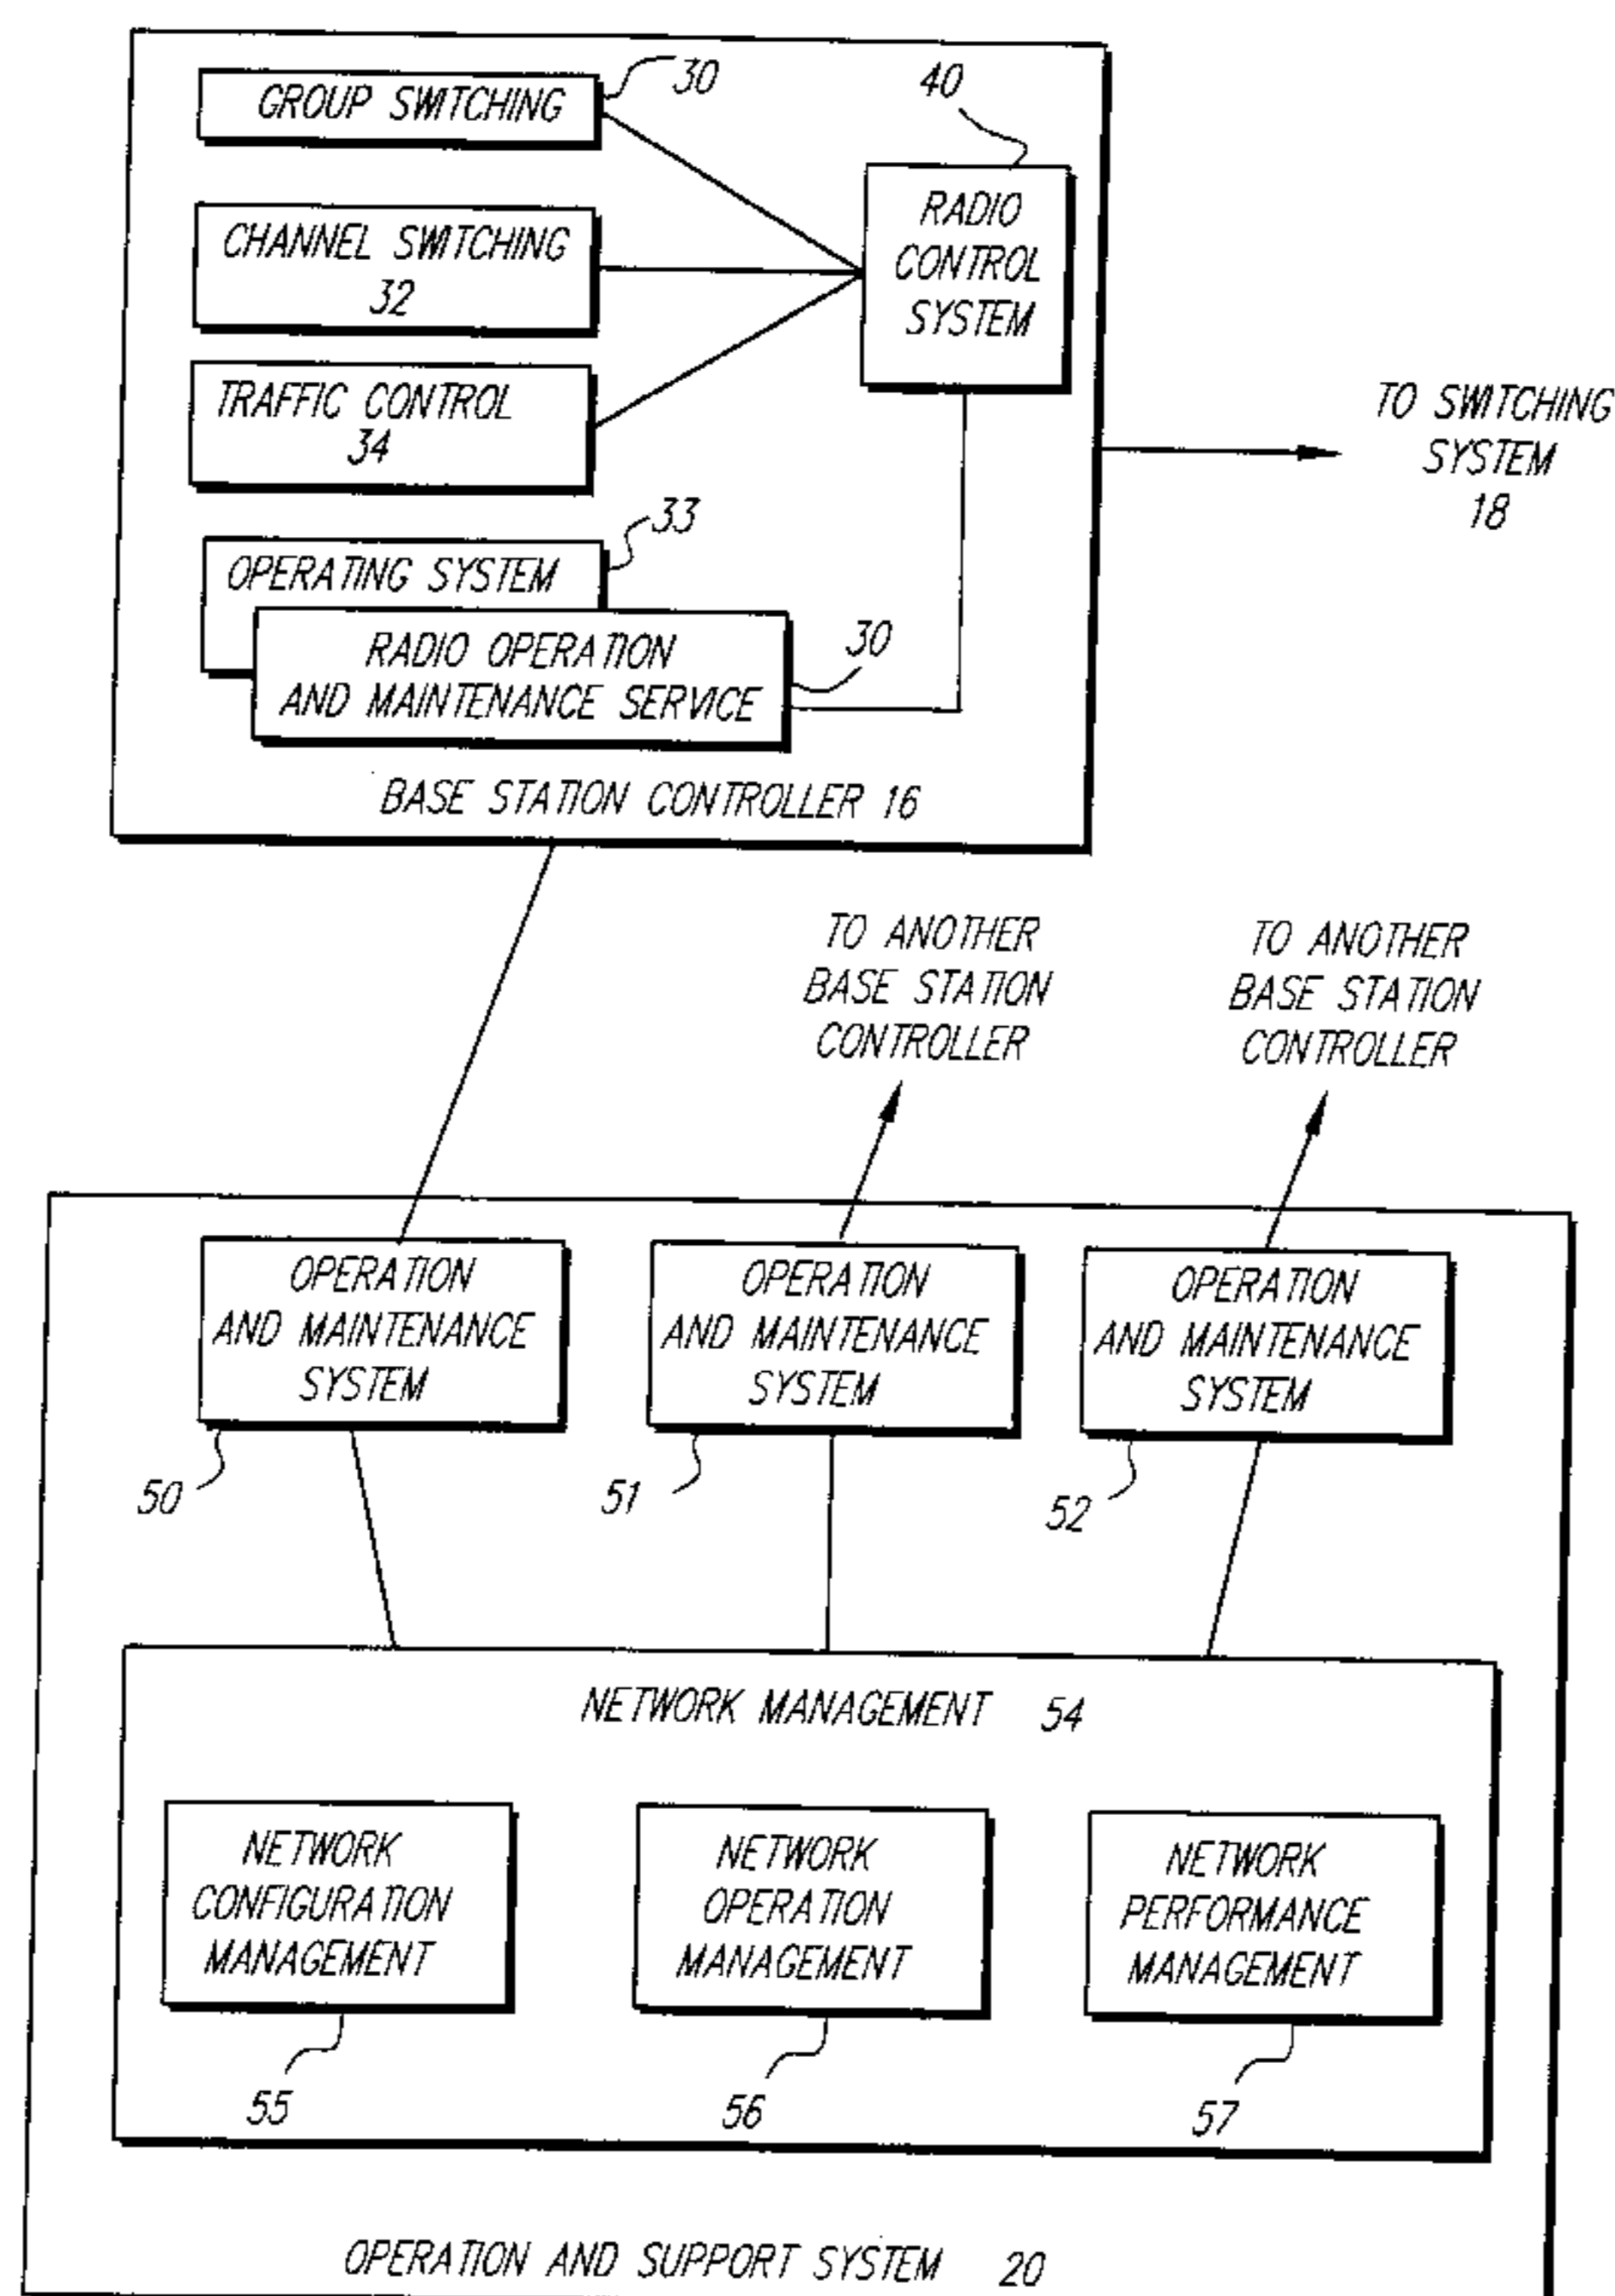 GROUP SWITCHING
30
40
RADIO
CONTROL
SYSTEM
CHANNEL SWITCHING
32
TRAFFIC CONTROL
34
TO SWITCHING
SYSTEM
18
33
OPERATING SYSTEM
30
RADIO OPERATION
AND MAINTENANCE SERVICE
BASE STATION CONTROLLER 16
TO ANOTHER
BASE STATION
CONTROLLER
TO ANOTHER
BASE STATION
CONTROLLER
OPERATION
AND MAINTENANCE
SYSTEM
50
OPERATION
AND MAINTENANCE
SYSTEM
51
OPERATION
AND MAINTENANCE
SYSTEM
52
NETWORK MANAGEMENT 54
NETWORK
CONFIGURATION
MANAGEMENT
55
NETWORK
OPERATION
MANAGEMENT
56
NETWORK
PERFORMANCE
MANAGEMENT
57
OPERATION AND SUPPORT SYSTEM 20